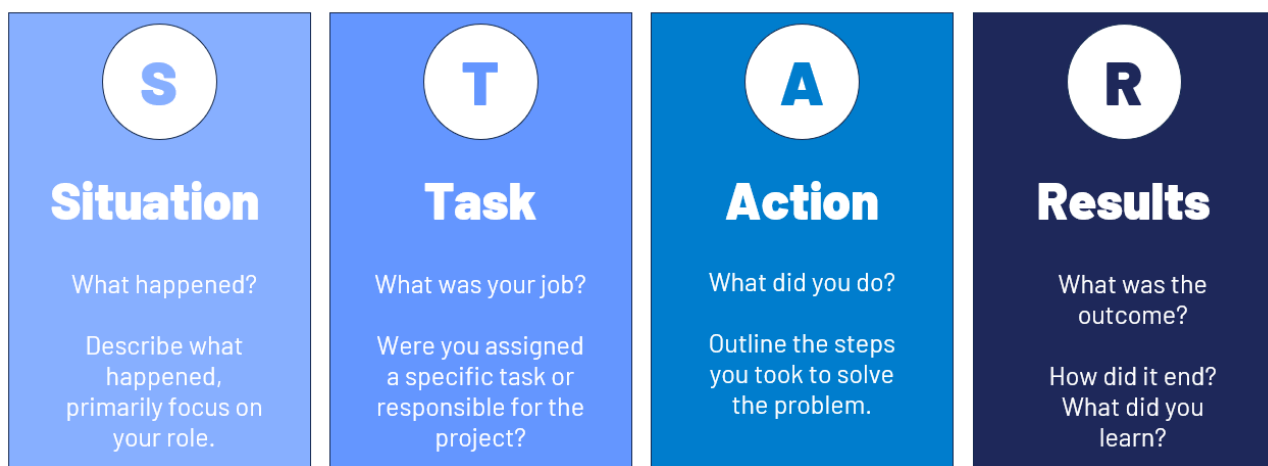 S
Situation
What happened?
Describe what
happened,
primarily focus on
your role.
T
Task
What was your job?
Were you assigned
a specific task or
responsible for the
project?
A
Action
What did you do?
Outline the steps
you took to solve
the problem.
R
Results
What was the
outcome?
How did it end?
What did you
learn?